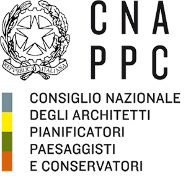 CNA
PPC
CONSIGLIO NAZIONALE
DEGLI ARCHITETTI
PIANIFICATORI
PAESAGGISTI
E CONSERVATORI